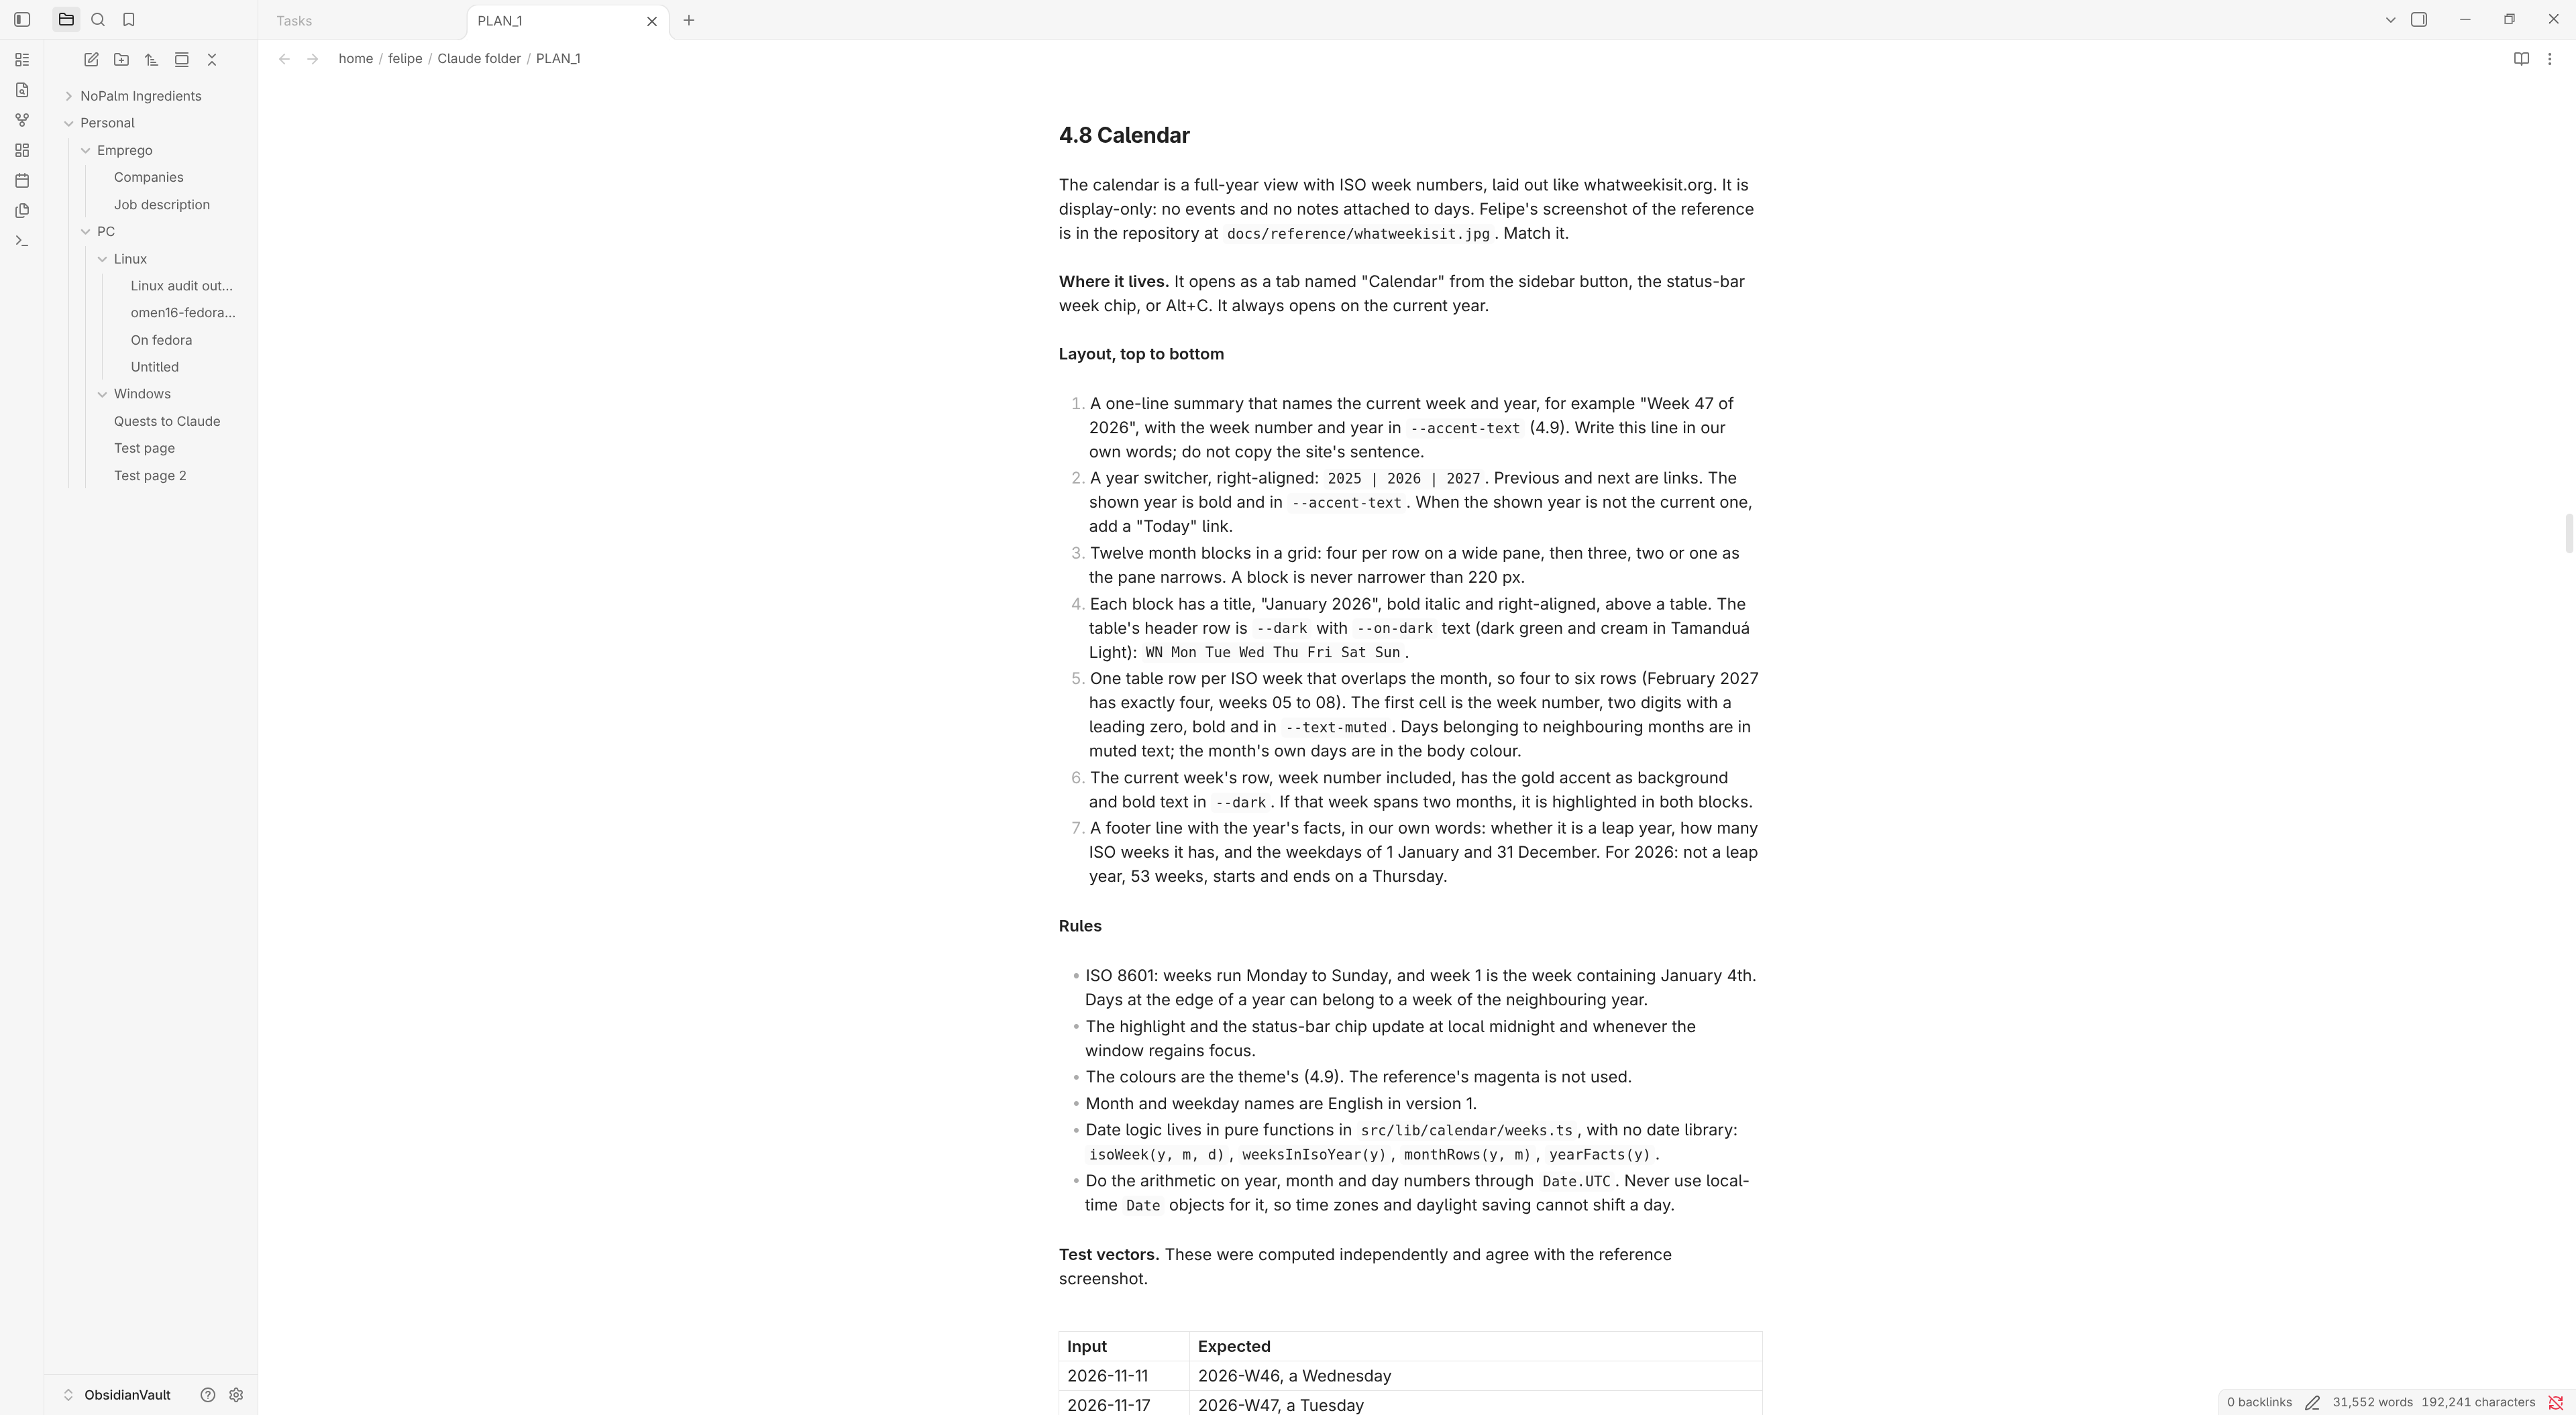 Tasks
PLAN_1
home / felipe / Claude folder / PLAN_1
NoPalm Ingredients
Personal
Emprego
Companies
Job description
PC
Linux
Linux audit out...
omen16-fedora...
On fedora
Untitled
Windows
Quests to Claude
Test page
Test page 2
ObsidianVault
4.8 Calendar
The calendar is a full-year view with ISO week numbers, laid out like whatweekisit.org. It is
display-only: no events and no notes attached to days. Felipe's screenshot of the reference
is in the repository at docs/reference/whatweekisit.jpg. Match it.
Where it lives. It opens as a tab named "Calendar" from the sidebar button, the status-bar
week chip, or Alt+C. It always opens on the current year.
Layout, top to bottom
1. A one-line summary that names the current week and year, for example "Week 47 of
2026", with the week number and year in --accent-text (4.9). Write this line in our
own words; do not copy the site's sentence.
2. A year switcher, right-aligned: 2025 | 2026 | 2027. Previous and next are links. The
shown year is bold and in --accent-text. When the shown year is not the current one,
add a "Today" link.
3. Twelve month blocks in a grid: four per row on a wide pane, then three, two or one as
the pane narrows. A block is never narrower than 220 px.
4. Each block has a title, "January 2026", bold italic and right-aligned, above a table. The
table's header row is --dark with --on-dark text (dark green and cream in Tamanduá
Light): WN Mon Tue Wed Thu Fri Sat Sun.
5. One table row per ISO week that overlaps the month, so four to six rows (February 2027
has exactly four, weeks 05 to 08). The first cell is the week number, two digits with a
leading zero, bold and in --text-muted. Days belonging to neighbouring months are in
muted text; the month's own days are in the body colour.
6. The current week's row, week number included, has the gold accent as background
and bold text in --dark. If that week spans two months, it is highlighted in both blocks.
7. A footer line with the year's facts, in our own words: whether it is a leap year, how many
ISO weeks it has, and the weekdays of 1 January and 31 December. For 2026: not a leap
year, 53 weeks, starts and ends on a Thursday.
Rules
• ISO 8601: weeks run Monday to Sunday, and week 1 is the week containing January 4th.
Days at the edge of a year can belong to a week of the neighbouring year.
• The highlight and the status-bar chip update at local midnight and whenever the
window regains focus.
• The colours are the theme's (4.9). The reference's magenta is not used.
• Month and weekday names are English in version 1.
• Date logic lives in pure functions in src/lib/calendar/weeks.ts, with no date library:
isoWeek(y, m, d), weeksInIsoYear(y), monthRows(y, m), yearFacts(y).
• Do the arithmetic on year, month and day numbers through Date.UTC. Never use local-
time Date objects for it, so time zones and daylight saving cannot shift a day.
Test vectors. These were computed independently and agree with the reference
screenshot.
Input Expected
2026-11-11 2026-W46, a Wednesday
2026-11-17 2026-W47, a Tuesday
0 backlinks 31,552 words 192,241 characters